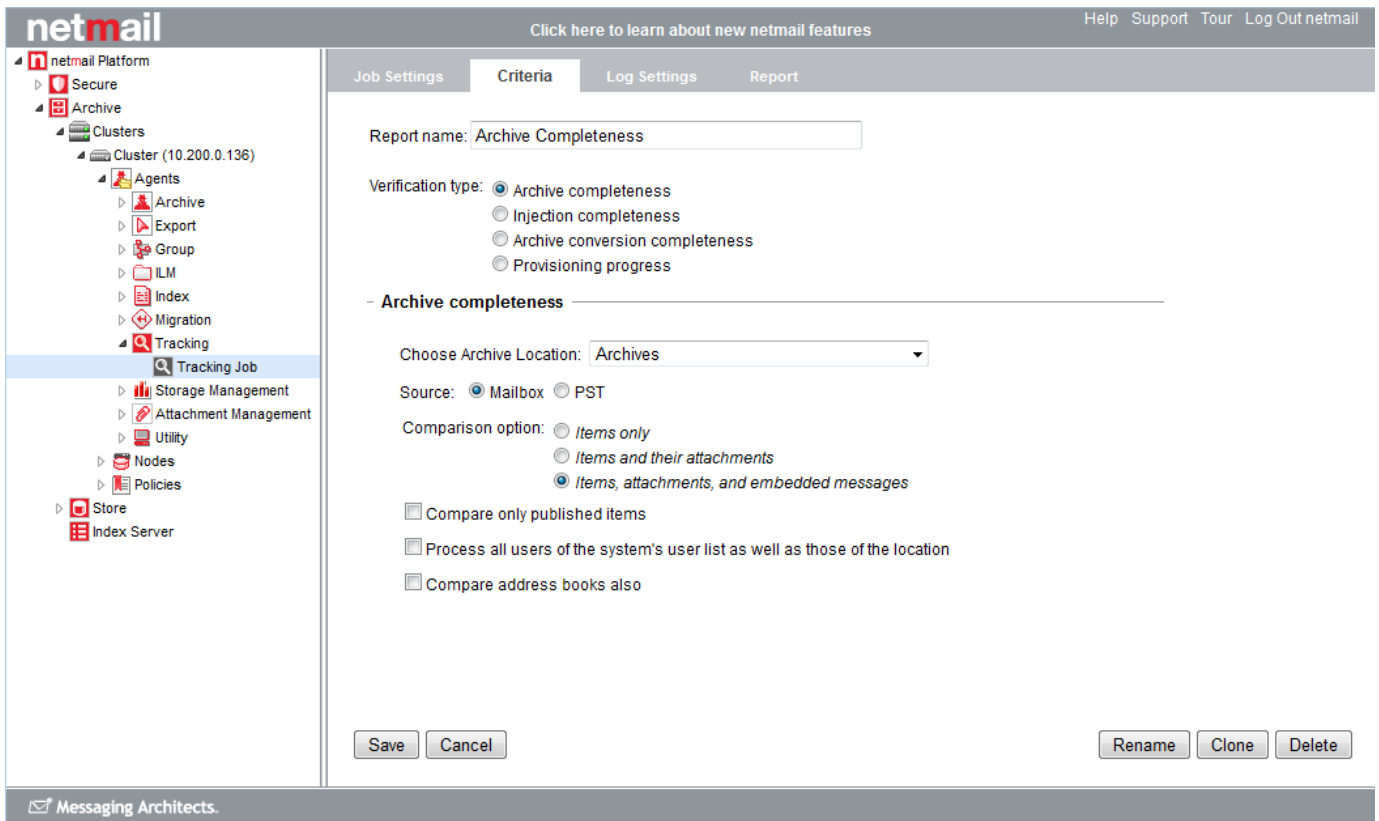 netmail
Click here to learn about new netmail features
Help Support Tour Log Out netmail
netmail Platform
Secure
Archive
Clusters
Cluster (10.200.0.136)
Agents
Archive
Export
Group
ILM
Index
Migration
Tracking
Tracking Job
Storage Management
Attachment Management
Utility
Nodes
Policies
Store
Index Server
Job Settings Criteria Log Settings Report
Report name: Archive Completeness
Verification type: Archive completeness
Injection completeness
Archive conversion completeness
Provisioning progress
Archive completeness
Choose Archive Location: Archives
Source: Mailbox PST
Comparison option: Items only
Items and their attachments
Items, attachments, and embedded messages
Compare only published items
Process all users of the system's user list as well as those of the location
Compare address books also
Save Cancel Rename Clone Delete
Messaging Architects.